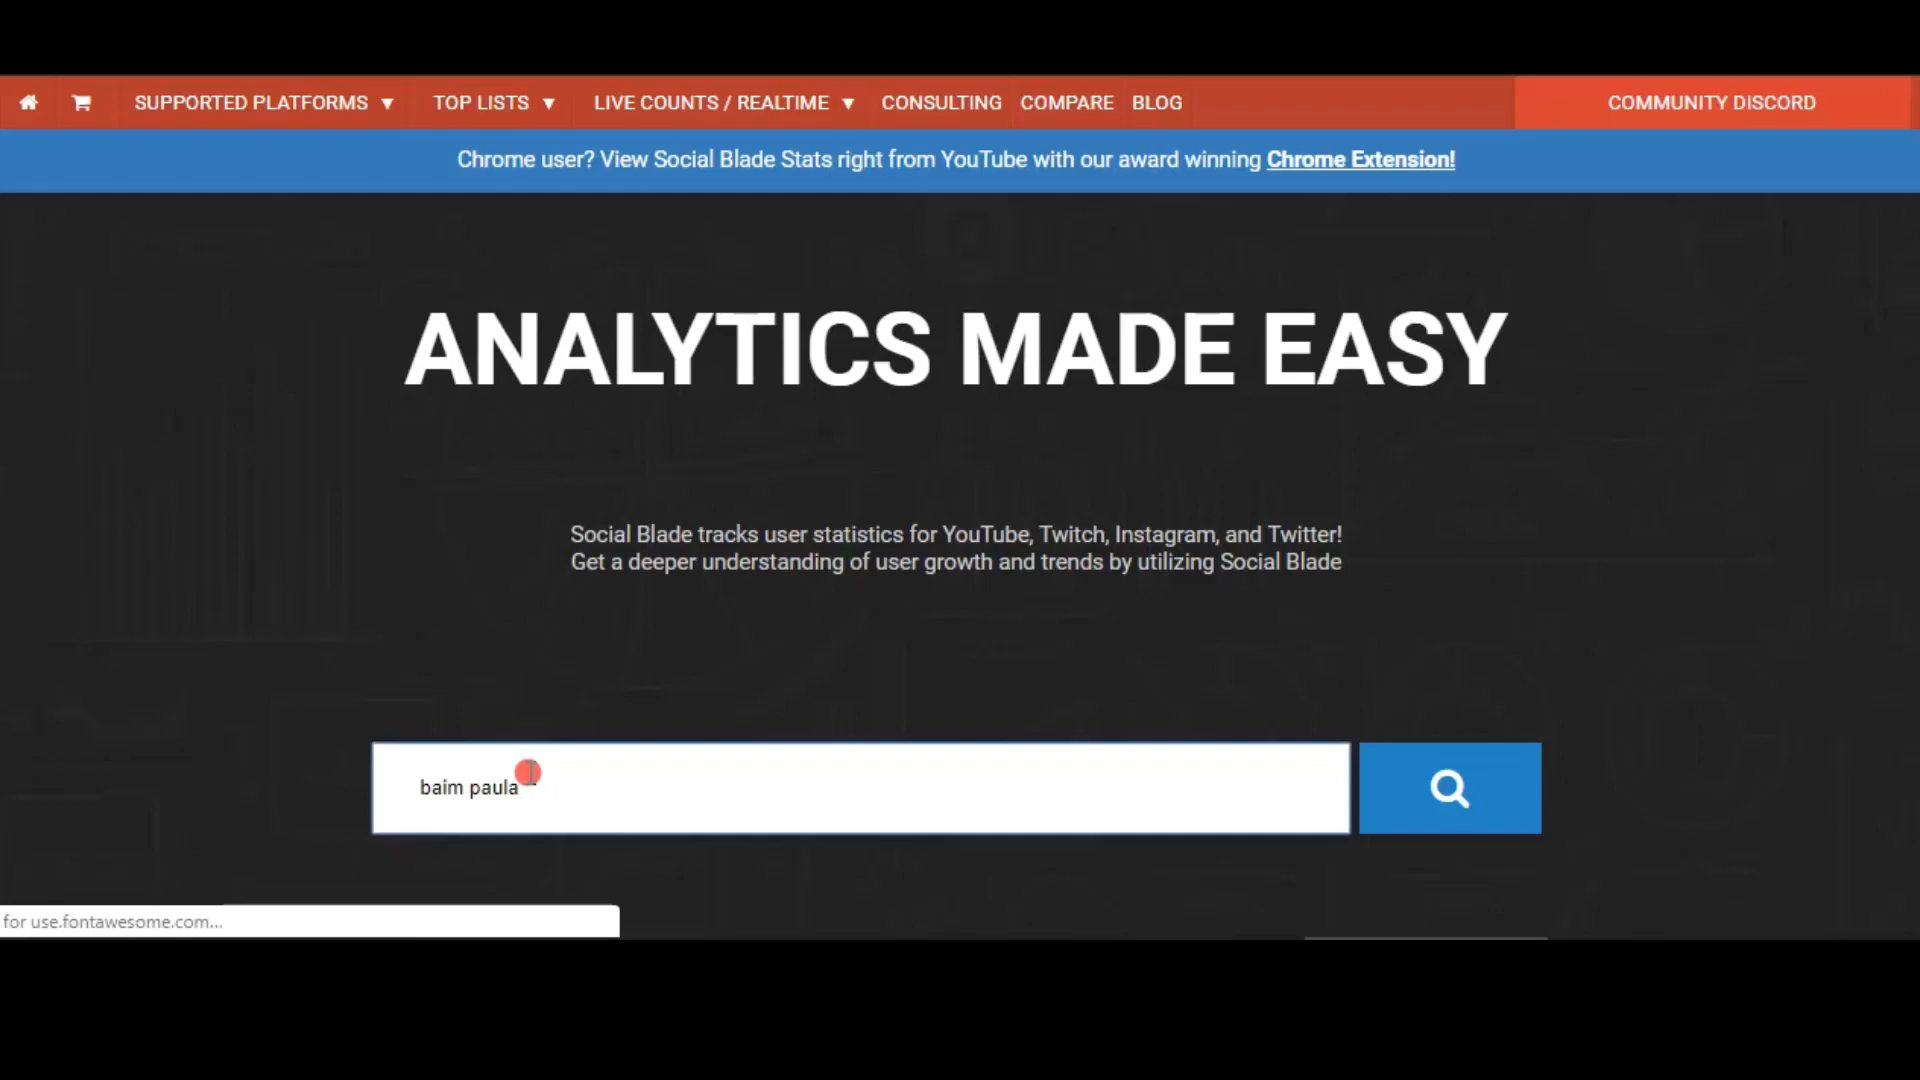 SUPPORTED PLATFORMS ▼ TOP LISTS ▼ LIVE COUNTS / REALTIME ▼ CONSULTING COMPARE BLOG COMMUNITY DISCORD
Chrome user? View Social Blade Stats right from YouTube with our award winning Chrome Extension!
ANALYTICS MADE EASY
Social Blade tracks user statistics for YouTube, Twitch, Instagram, and Twitter!
Get a deeper understanding of user growth and trends by utilizing Social Blade
baim paula
for use.fontawesome.com...